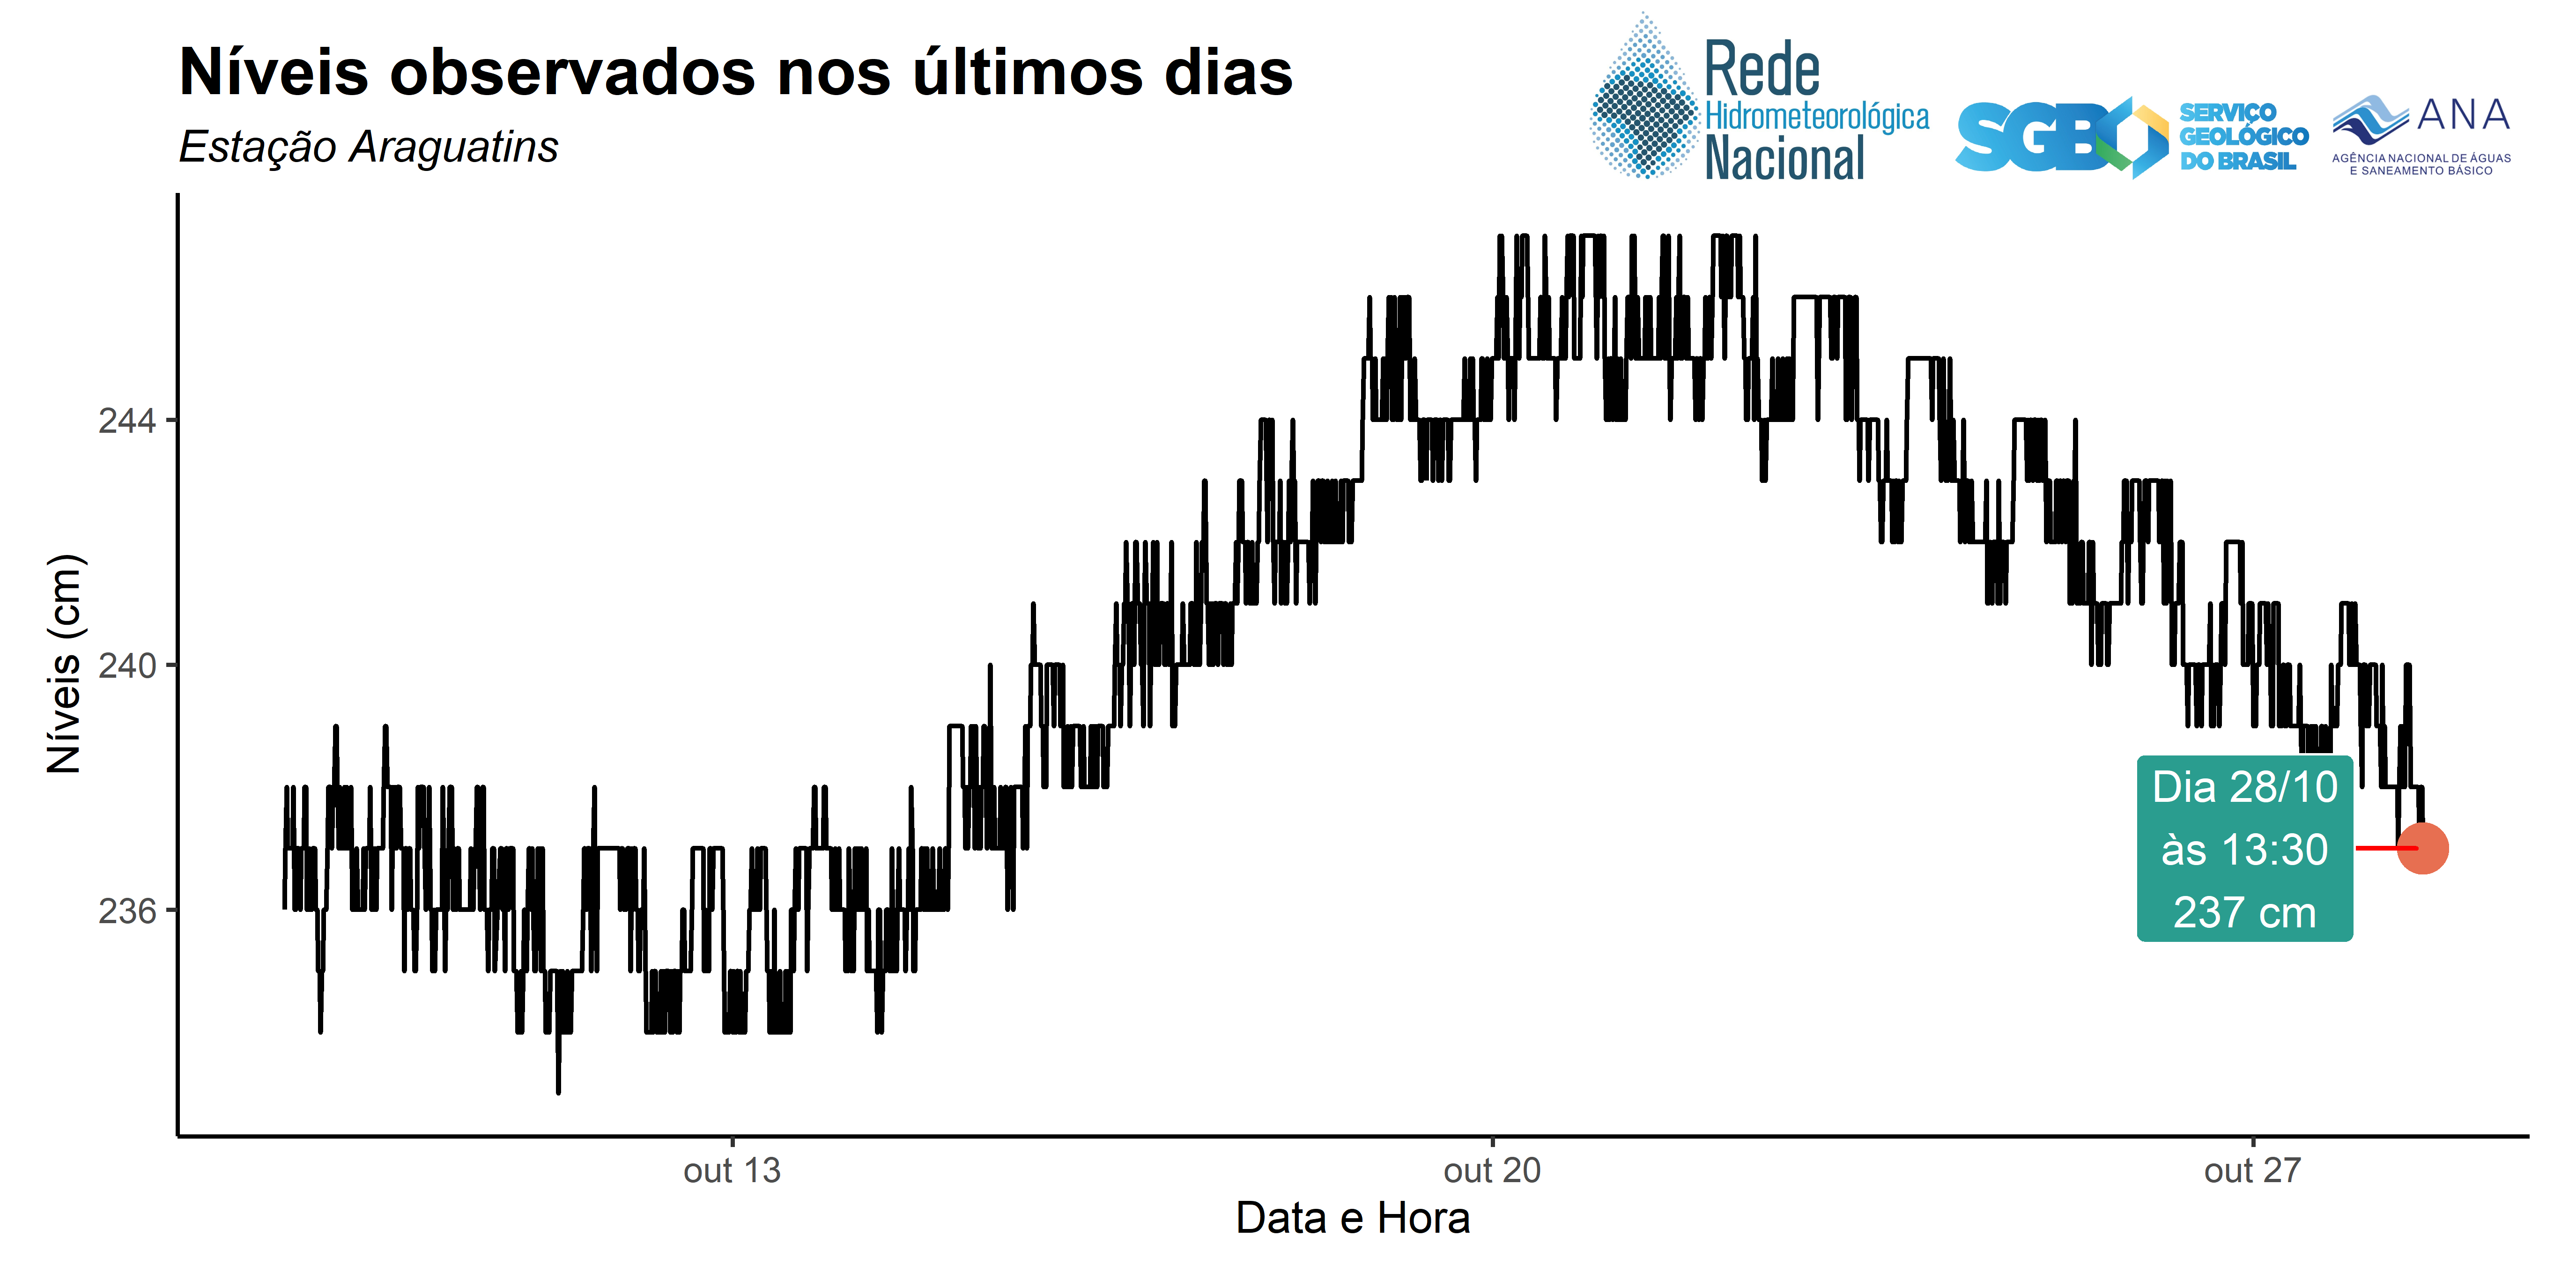 Níveis observados nos últimos dias
Estação Araguatins
Rede
Hidrometeorológica
Nacional
SGB
SERVIÇO
GEOLÓGICO
DO BRASIL
ANA
AGÊNCIA NACIONAL DE ÁGUAS
E SANEAMENTO BÁSICO
Níveis (cm)
244
240
236
Dia 28/10
às 13:30
237 cm
out 13
out 20
out 27
Data e Hora